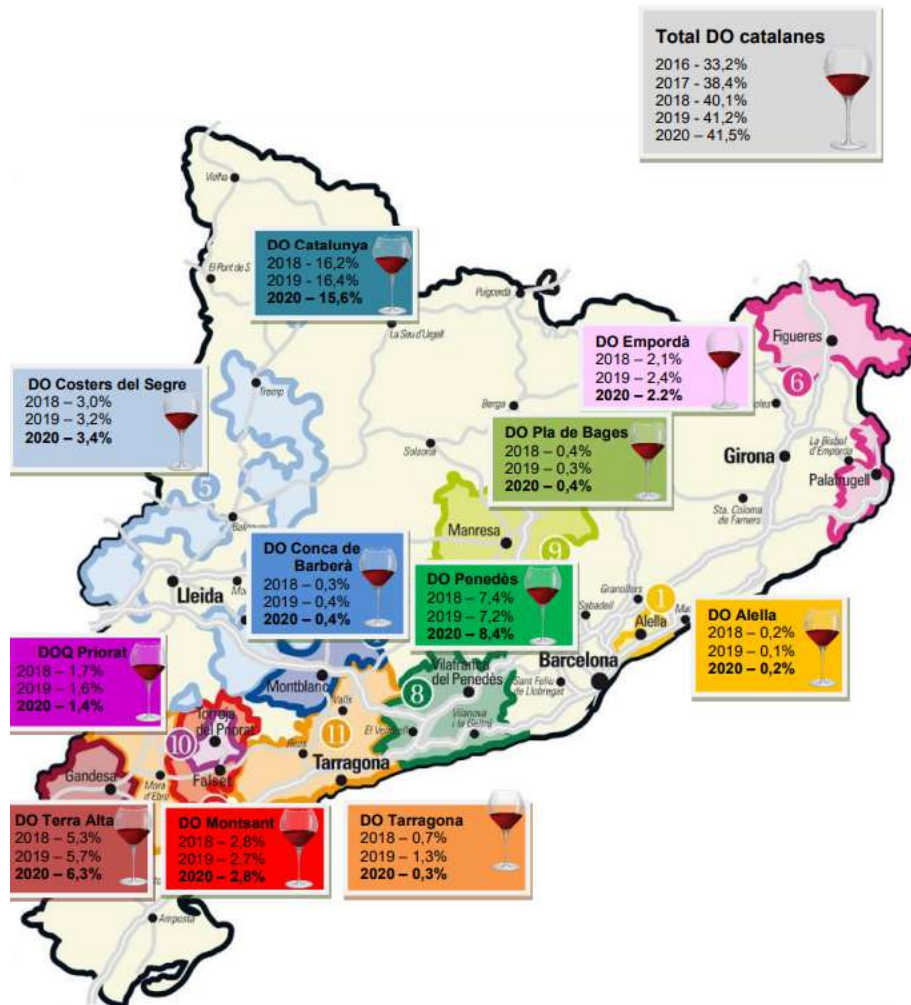 Total DO catalanes
2016 - 33,2%
2017 - 38,4%
2018 - 40,1%
2019 - 41,2%
2020 – 41,5%
Vielha
El Pont de S
DO Catalunya
2018 - 16,2%
2019 - 16,4%
2020 – 15,6%
Puigcerdà
La Seu d'Urgell
Figueres
6
DO Empordà
2018 – 2,1%
2019 – 2,4%
2020 – 2.2%
DO Costers del Segre
2018 – 3,0%
2019 – 3,2%
2020 – 3,4%
Tremp
Berga
Solsona
DO Pla de Bages
2018 – 0,4%
2019 – 0,3%
2020 – 0,4%
Girona
La Bisbal
d'Empordà
Palafrugell
Sta. Coloma
de Farners
5
Manresa
9
Lleida
DO Conca de
Barberà
2018 – 0,3%
2019 – 0,4%
2020 – 0,4%
DO Penedès
2018 – 7,4%
2019 – 7,2%
2020 – 8,4%
Granollers
Sabadell
1
Alella
DO Alella
2018 – 0,2%
2019 – 0,1%
2020 – 0,2%
Barcelona
Sant Feliu
de Llobregat
DOQ Priorat
2018 – 1,7%
2019 – 1,6%
2020 – 1,4%
Montblanc
Valls
8
Vilafranca
del Penedès
Vilanova
i la Geltrú
El Vendrell
Torroja
del Priorat
10
11
Reus
Tarragona
Falset
Gandesa
Mora
d'Ebre
DO Terra Alta
2018 – 5,3%
2019 – 5,7%
2020 – 6,3%
DO Montsant
2018 – 2,8%
2019 – 2,7%
2020 – 2,8%
DO Tarragona
2018 – 0,7%
2019 – 1,3%
2020 – 0,3%
Amposta